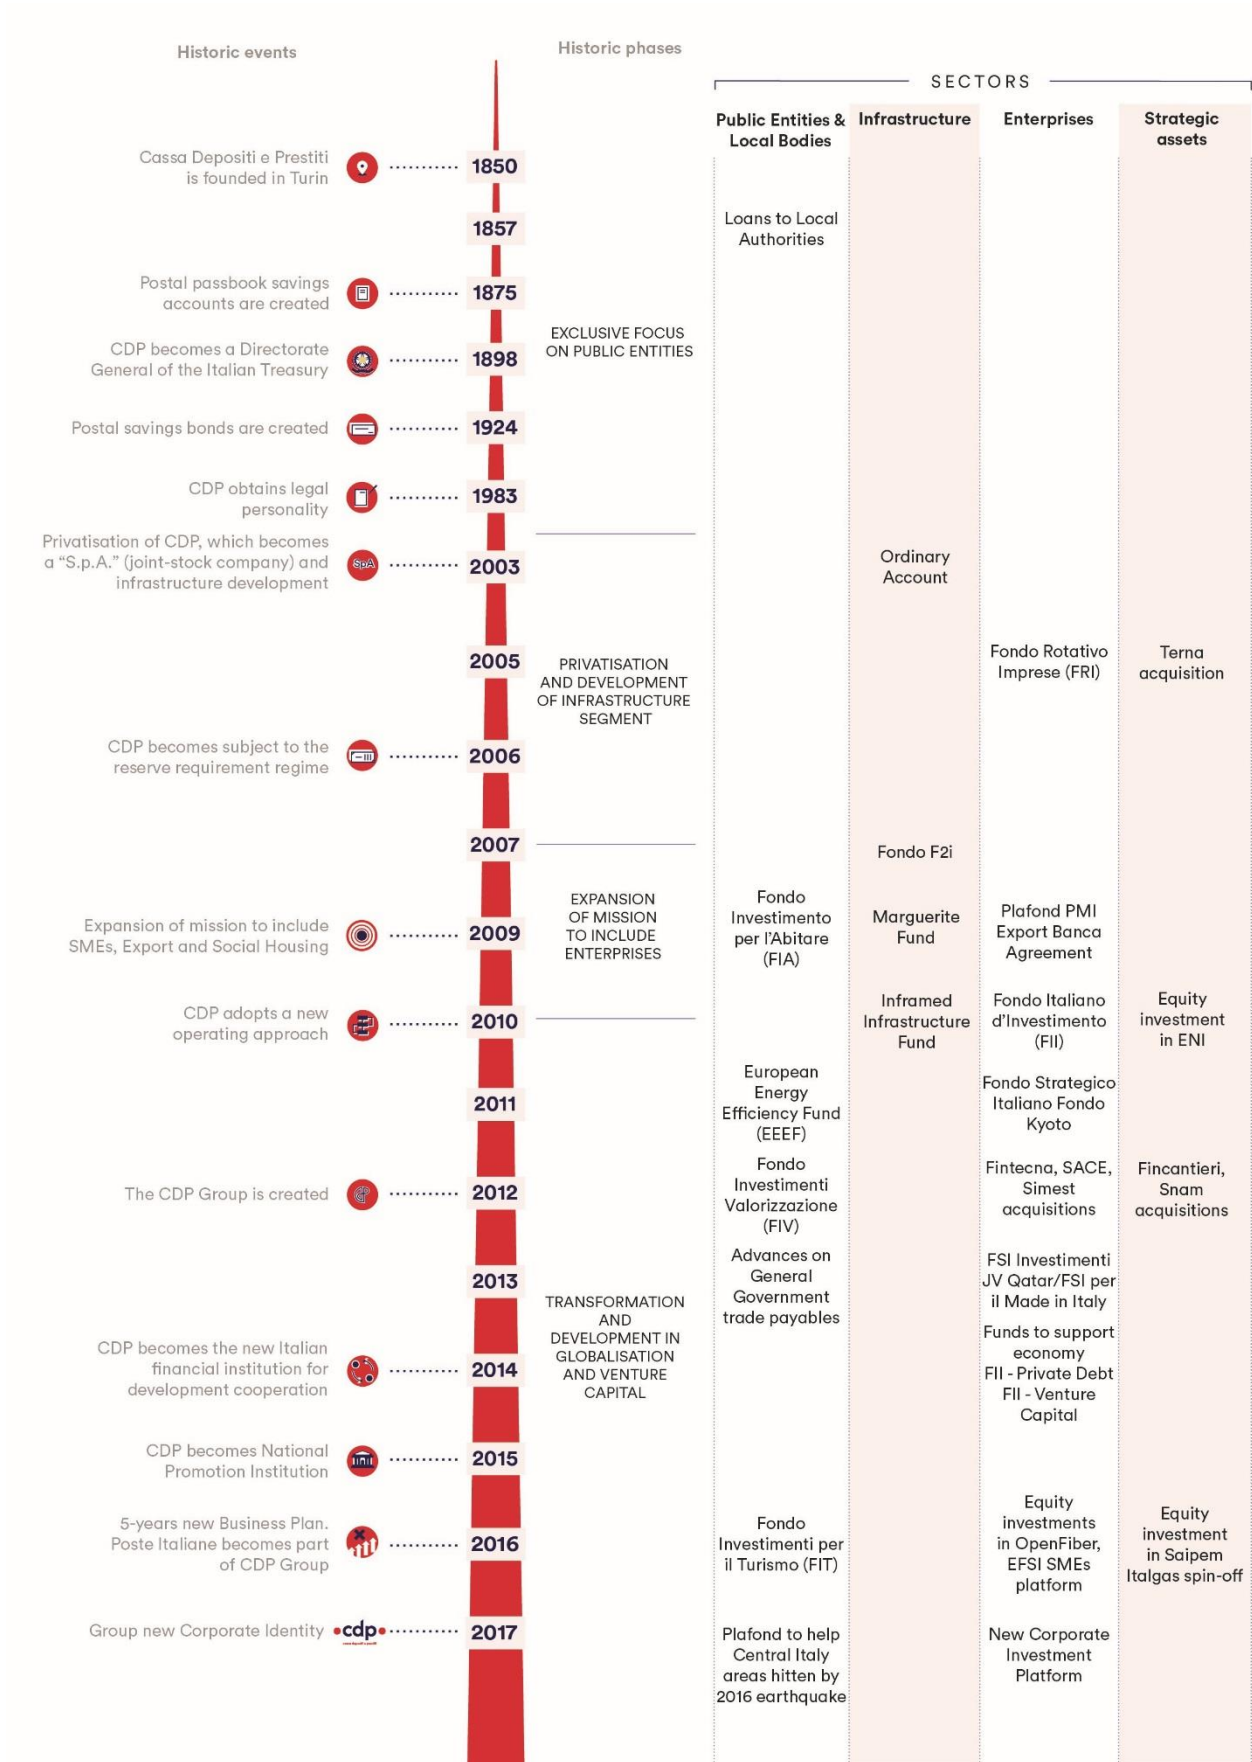 Historic events
Historic phases
SECTORS
Public Entities &
Local Bodies
Infrastructure
Enterprises
Strategic
assets
Cassa Depositi e Prestiti
is founded in Turin
1850
1857
Loans to Local
Authorities
Postal passbook savings
accounts are created
1875
EXCLUSIVE FOCUS
ON PUBLIC ENTITIES
CDP becomes a Directorate
General of the Italian Treasury
1898
Postal savings bonds are created
1924
CDP obtains legal
personality
1983
Privatisation of CDP, which becomes
a “S.p.A.” (joint-stock company) and
infrastructure development
SpA
2003
Ordinary
Account
2005
PRIVATISATION
AND DEVELOPMENT
OF INFRASTRUCTURE
SEGMENT
Fondo Rotativo
Imprese (FRI)
Terna
acquisition
CDP becomes subject to the
reserve requirement regime
2006
2007
Fondo F2i
Expansion of mission to include
SMEs, Export and Social Housing
2009
EXPANSION
OF MISSION
TO INCLUDE
ENTERPRISES
Fondo
Investimento
per l’Abitare
(FIA)
Marguerite
Fund
Plafond PMI
Export Banca
Agreement
CDP adopts a new
operating approach
2010
Inframed
Infrastructure
Fund
Fondo Italiano
d’Investimento
(FII)
Equity
investment
in ENI
2011
European
Energy
Efficiency Fund
(EEEF)
Fondo Strategico
Italiano Fondo
Kyoto
The CDP Group is created
2012
Fondo
Investimenti
Valorizzazione
(FIV)
Fintecna, SACE,
Simest
acquisitions
Fincantieri,
Snam
acquisitions
2013
TRANSFORMATION
AND
DEVELOPMENT IN
GLOBALISATION
AND VENTURE
CAPITAL
Advances on
General
Government
trade payables
FSI Investimenti
JV Qatar/FSI per
il Made in Italy
CDP becomes the new Italian
financial institution for
development cooperation
2014
Funds to support
economy
FII - Private Debt
FII - Venture
Capital
CDP becomes National
Promotion Institution
2015
5-years new Business Plan.
Poste Italiane becomes part
of CDP Group
2016
Fondo
Investimenti per
il Turismo (FIT)
Equity
investments
in OpenFiber,
EFSI SMEs
platform
Equity
investment
in Saipem
Italgas spin-off
Group new Corporate Identity
cdp
2017
Plafond to help
Central Italy
areas hitten by
2016 earthquake
New Corporate
Investment
Platform